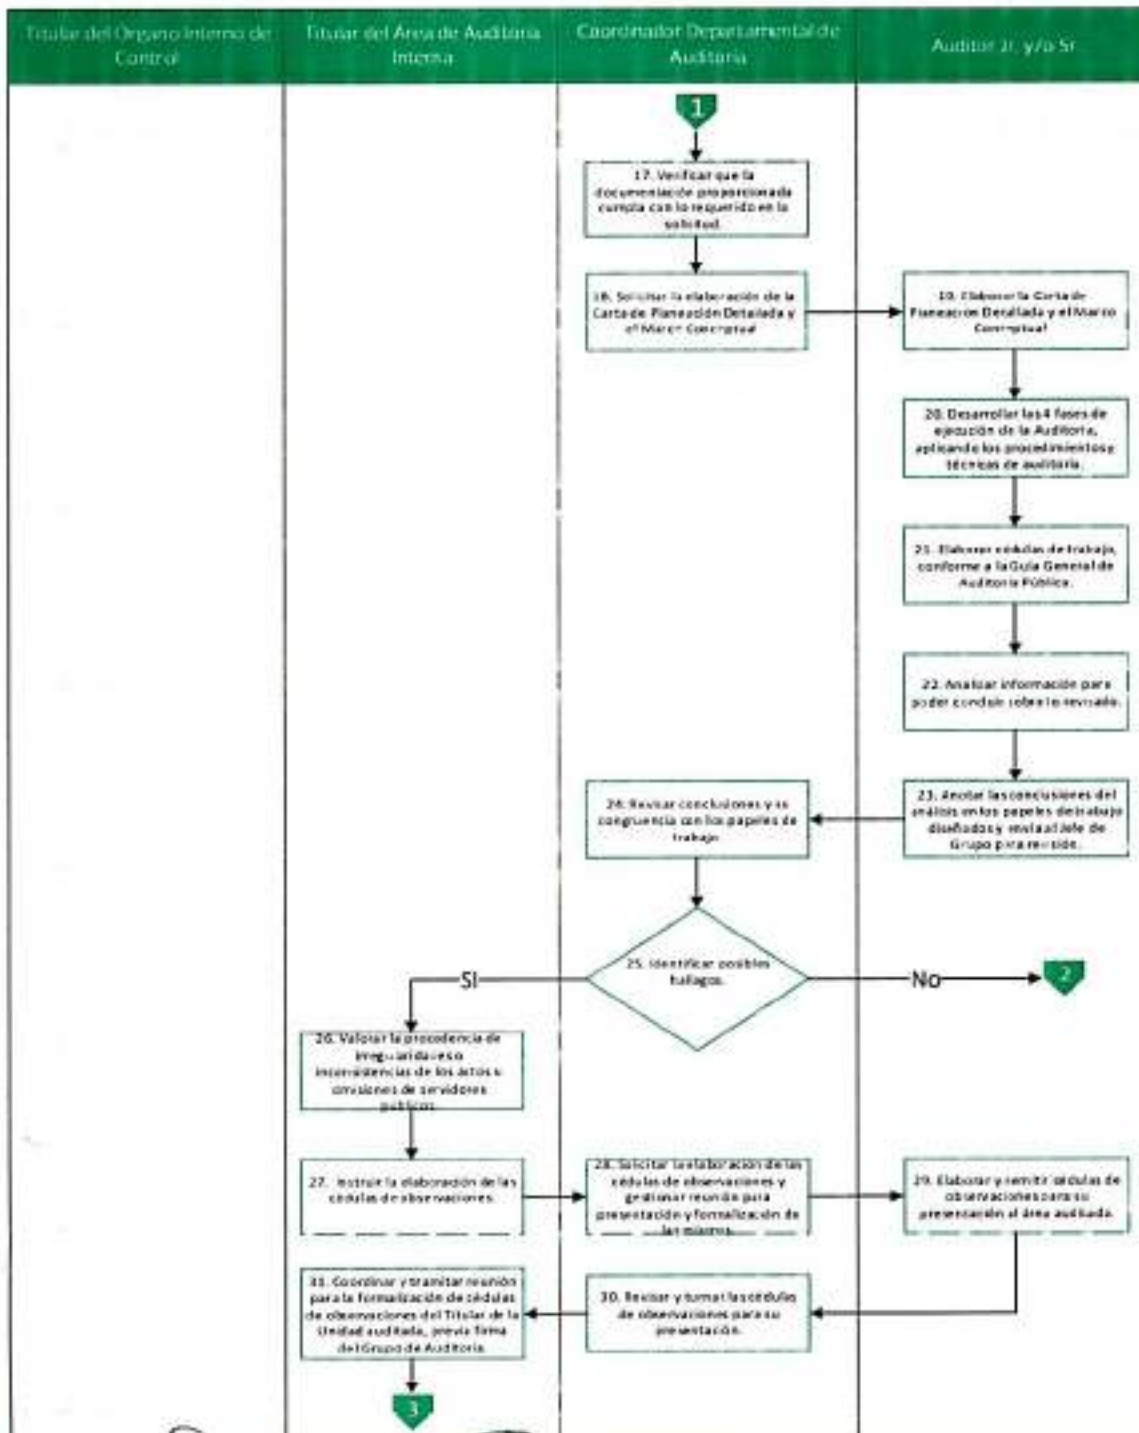 Titular del Órgano Interno de
Control
Titular del Área de Auditoría
Interna
Coordinador Departamental de
Auditoría
Auditor Jr. y/o Sr
1
17. Verificar que la
documentación proporcionada
cumpla con lo requerido en la
solicitud.
18. Solicitar la elaboración de la
Carta de Planeación Detallada y
el Marco Conceptual
19. Elaborar la Carta de
Planeación Detallada y el Marco
Conceptual
20. Desarrollar las 4 fases de
ejecución de la Auditoría,
aplicando los procedimientos y
técnicas de auditoría.
21. Elaborar cédulas de trabajo,
conforme a la Guía General de
Auditoría Pública.
22. Analizar información para
poder concluir sobre lo revisado.
23. Anotar las conclusiones del
análisis en los papeles de trabajo
diseñados y envía al Jefe de
Grupo para revisión.
24. Revisar conclusiones y su
congruencia con los papeles de
trabajo
25. Identificar posibles
hallagos.
SI
No
2
26. Valorar la procedencia de
irregularidades o
inconsistencias de los actos u
omisiones de servidores
públicos.
27. Instruir la elaboración de las
cédulas de observaciones.
28. Solicitar la elaboración de las
cédulas de observaciones y
gestionar reunión para
presentación y formalización de
las mismas.
29. Elaborar y remitir cédulas de
observaciones para su
presentación al área auditada.
30. Revisar y turnar las cédulas
de observaciones para su
presentación.
31. Coordinar y tramitar reunión
para la formalización de cédulas
de observaciones del Titular de la
Unidad auditada, previa firma
del Grupo de Auditoría.
3